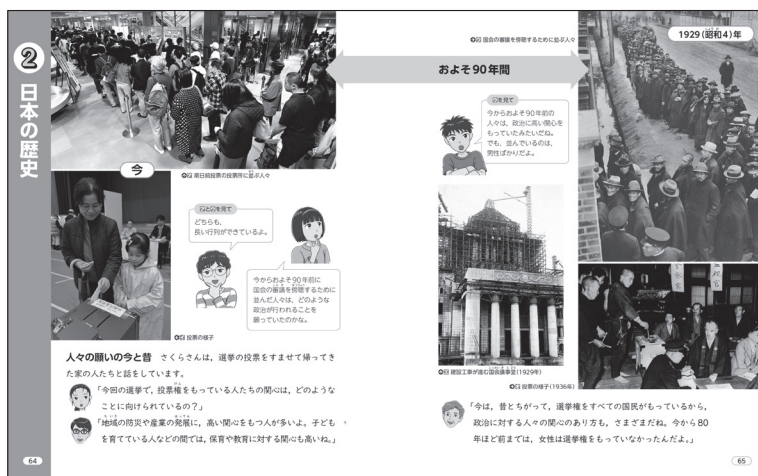 2
日本の歴史
今
期日前投票の投票所に並ぶ人々
を見て
どちらも、
長い行列ができているよ。
今からおよそ90年前に
国会の審議を傍聴するために
並んだ人々は、どのような
政治が行われることを
願っていたのかな。
投票の様子
人々の願いの今と昔 さくらさんは、選挙の投票をすませて帰ってき
た家の人たちと話をしています。
「今回の選挙で、投票権をもっている人たちの関心は、どのような
ことに向けられているの？」
「地域の防災や産業の発展に、高い関心をもつ人が多いよ。子ども
を育てている人などの間では、保育や教育に対する関心も高いね。」
64
国会の審議を傍聴するために並ぶ人々
1929(昭和4)年
およそ90年間
を見て
今からおよそ90年前の
人々は、政治に高い関心を
もっていたみたいだね。
でも、並んでいるのは、
男性ばかりだよ。
建設工事が進む国会議事堂(1929年)
投票の様子(1936年)
「今は、昔とちがって、選挙権をすべての国民がもっているから、
政治に対する人々の関心のあり方も、さまざまだね。今から80
年ほど前までは、女性は選挙権をもっていなかったんだよ。」
65